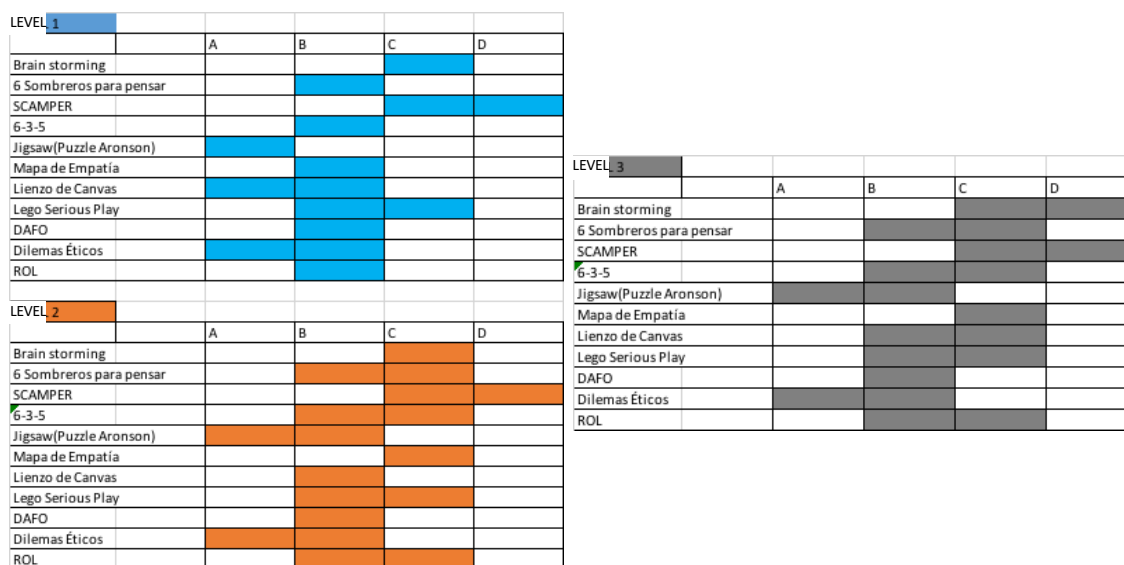 LEVEL 1
A B C D
Brain storming
6 Sombreros para pensar
SCAMPER
6-3-5
Jigsaw(Puzzle Aronson)
Mapa de Empatía
Lienzo de Canvas
Lego Serious Play
DAFO
Dilemas Éticos
ROL
LEVEL 2
A B C D
Brain storming
6 Sombreros para pensar
SCAMPER
6-3-5
Jigsaw(Puzzle Aronson)
Mapa de Empatía
Lienzo de Canvas
Lego Serious Play
DAFO
Dilemas Éticos
ROL
LEVEL 3
A B C D
Brain storming
6 Sombreros para pensar
SCAMPER
6-3-5
Jigsaw(Puzzle Aronson)
Mapa de Empatía
Lienzo de Canvas
Lego Serious Play
DAFO
Dilemas Éticos
ROL